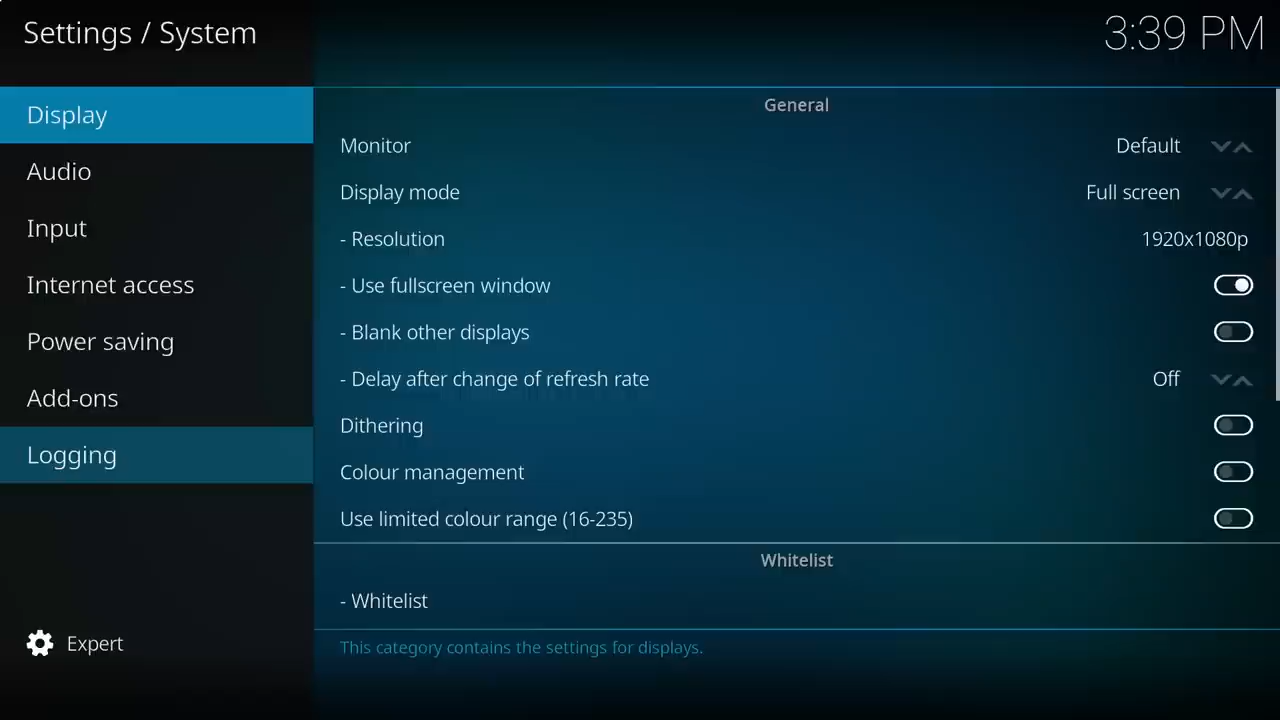 Settings / System
3:39 PM
Display
Audio
Input
Internet access
Power saving
Add-ons
Logging
Expert
General
Monitor Default
Display mode Full screen
- Resolution 1920x1080p
- Use fullscreen window
- Blank other displays
- Delay after change of refresh rate Off
Dithering
Colour management
Use limited colour range (16-235)
Whitelist
- Whitelist
This category contains the settings for displays.